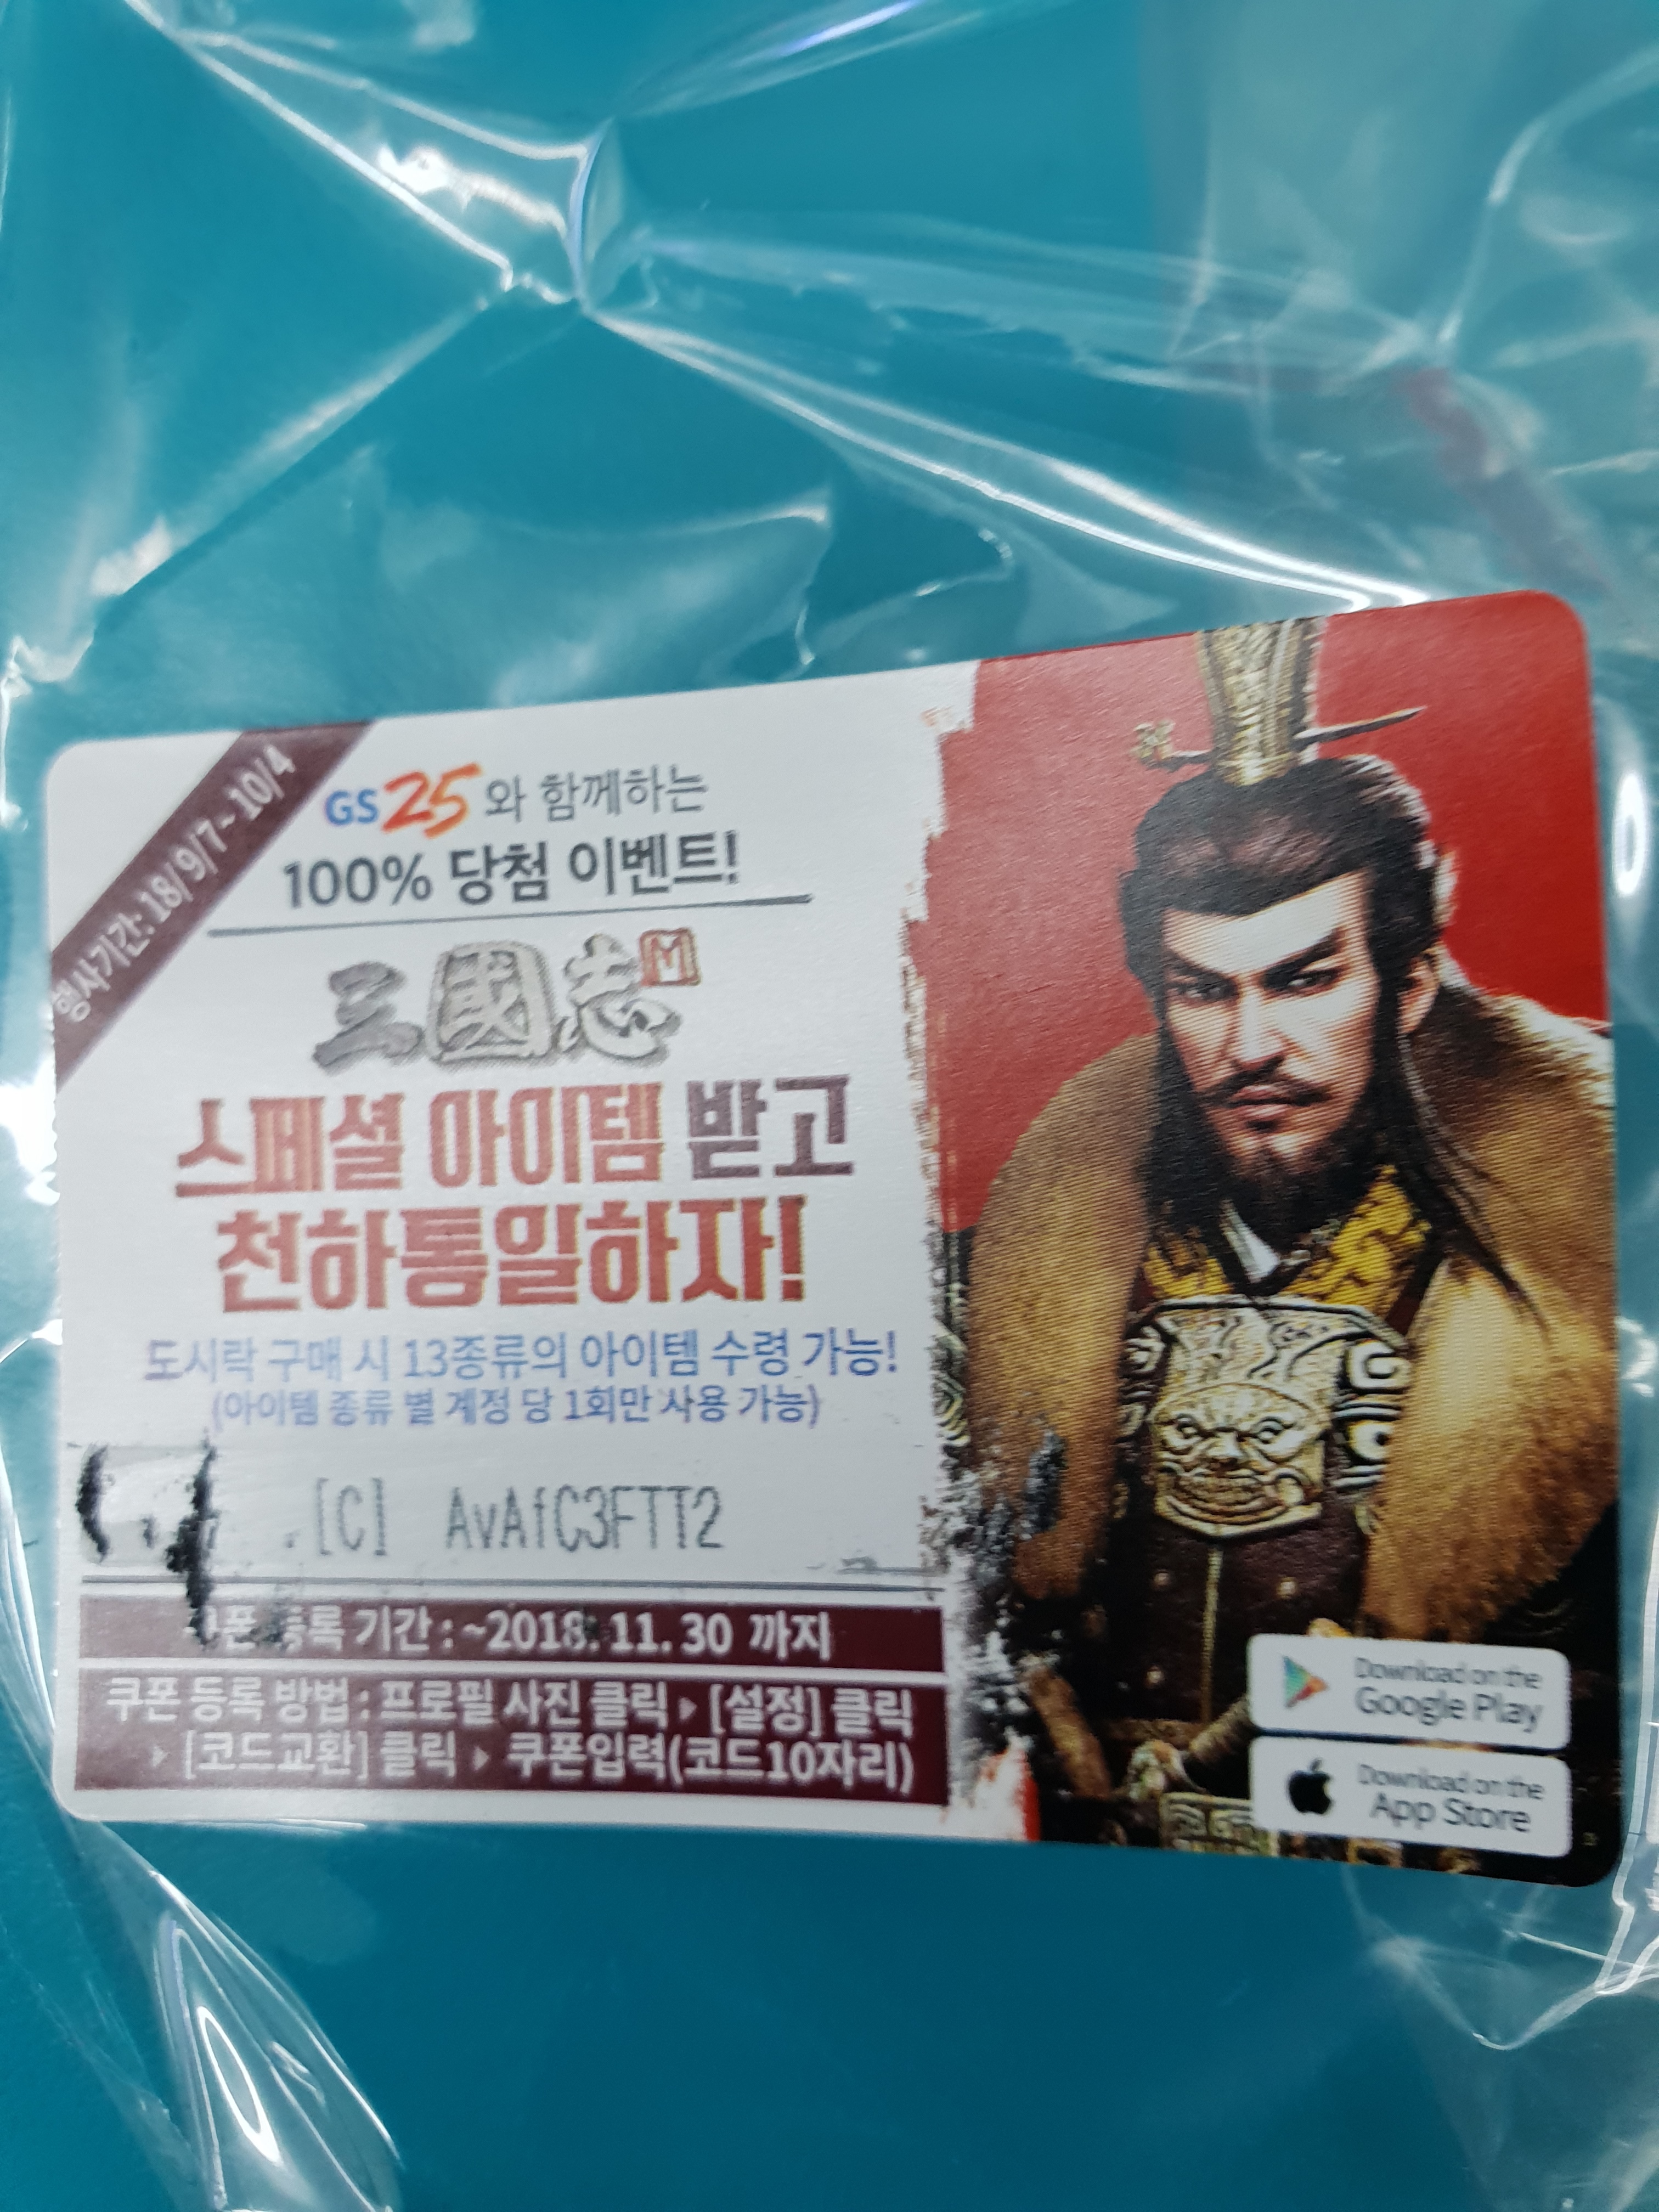 행사기간: 18/9/7~ 10/4
GS25와 함께하는
100% 당첨 이벤트!
三國志M
스페셜 아이템 받고
천하통일하자!
도시락 구매 시 13종류의 아이템 수령 가능!
(아이템 종류 별 계정 당 1회만 사용 가능)
[C] AvAfC3FTT2
쿠폰 등록 기간 : ~2018. 11. 30 까지
쿠폰 등록 방법 : 프로필 사진 클릭 ▸ [설정] 클릭
▸ [코드교환] 클릭 ▸ 쿠폰입력(코드10자리)
Download on the
Google Play
Download on the
App Store